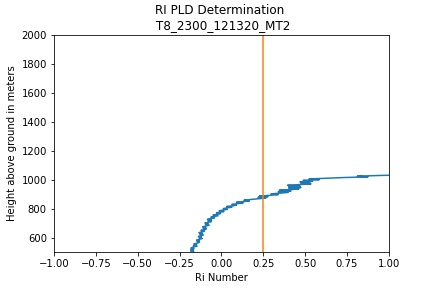 RI PLD Determination
T8_2300_121320_MT2
Height above ground in meters
2000
1800
1600
1400
1200
1000
800
600
−1.00 −0.75 −0.50 −0.25 0.00 0.25 0.50 0.75 1.00
Ri Number